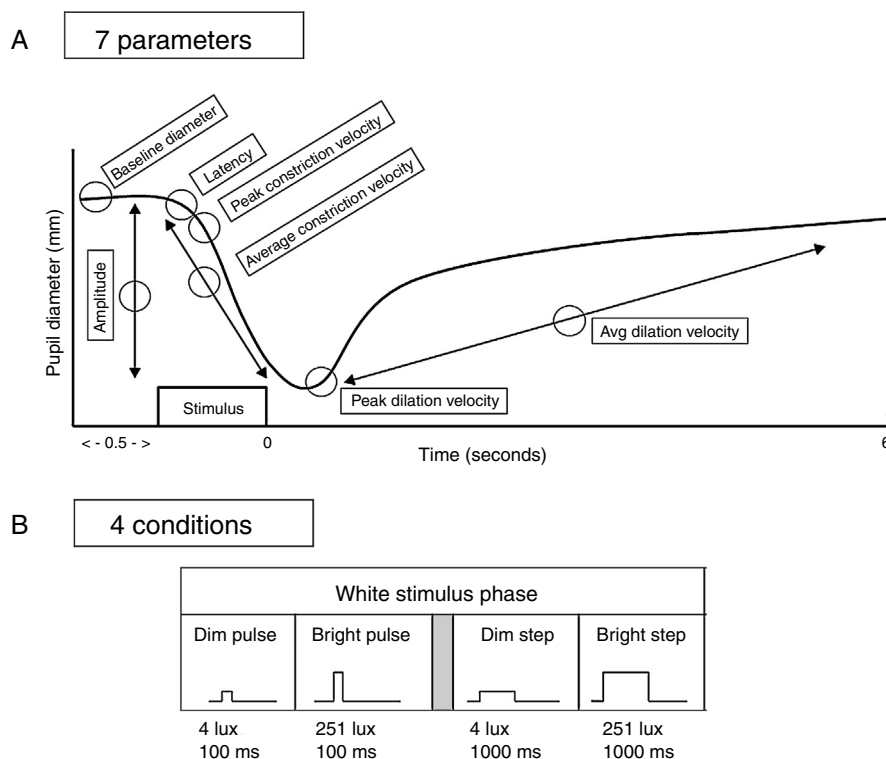 A
7 parameters
Baseline diameter
Latency
Peak constriction velocity
Average constriction velocity
Pupil diameter (mm)
Amplitude
Avg dilation velocity
Peak dilation velocity
Stimulus
< - 0.5 - >
0
6
Time (seconds)
B
4 conditions
White stimulus phase
Dim pulse
Bright pulse
Dim step
Bright step
4 lux
100 ms
251 lux
100 ms
4 lux
1000 ms
251 lux
1000 ms